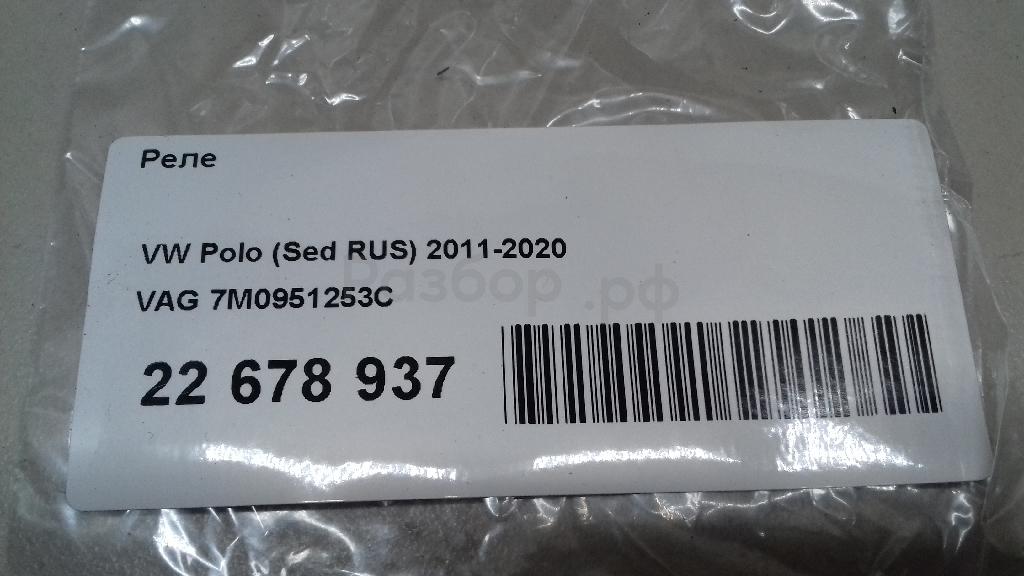 Реле
VW Polo (Sed RUS) 2011-2020
Разбор.рф
VAG 7M0951253C
22 678 937